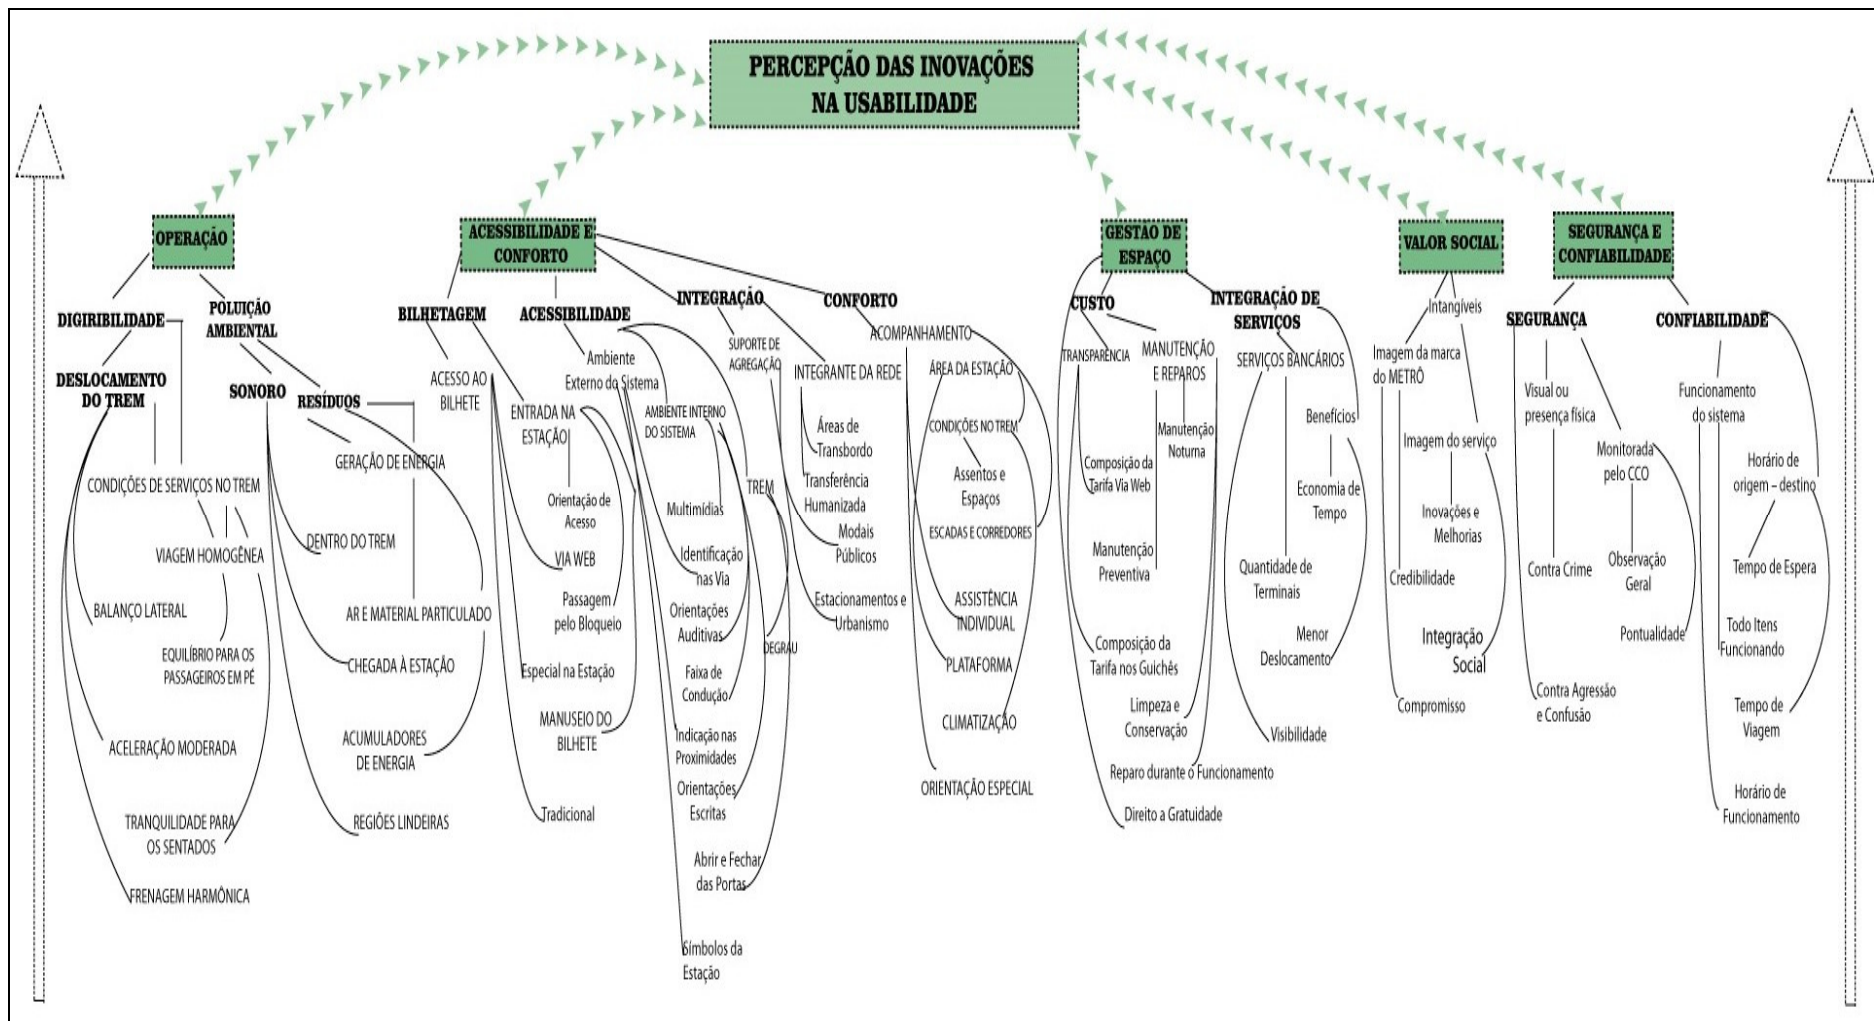 PERCEPÇÃO DAS INOVAÇÕES
NA USABILIDADE
OPERAÇÃO
DIGIRIBILIDADE
POLUIÇÃO
AMBIENTAL
DESLOCAMENTO
DO TREM
SONORO
RESÍDUOS
GERAÇÃO DE ENERGIA
CONDIÇÕES DE SERVIÇOS NO TREM
VIAGEM HOMOGÊNEA
DENTRO DO TREM
BALANÇO LATERAL
AR E MATERIAL PARTICULADO
EQUILÍBRIO PARA OS
PASSAGEIROS EM PÉ
CHEGADA À ESTAÇÃO
ACELERAÇÃO MODERADA
ACUMULADORES
DE ENERGIA
TRANQUILIDADE PARA
OS SENTADOS
REGIÕES LINDEIRAS
FRENAGEM HARMÔNICA
ACESSIBILIDADE E
CONFORTO
BILHETAGEM
ACESSIBILIDADE
INTEGRAÇÃO
CONFORTO
ACESSO AO
BILHETE
ENTRADA NA
ESTAÇÃO
Orientação de
Acesso
VIA WEB
Passagem
pelo Bloqueio
Especial na Estação
MANUSEIO DO
BILHETE
Tradicional
Ambiente
Externo do Sistema
AMBIENTE INTERNO
DO SISTEMA
TREM
Multimídias
Identificação
nas Via
Orientações
Auditivas
DEGRAU
Faixa de
Condução
Indicação nas
Proximidades
Orientações
Escritas
Abrir e Fechar
das Portas
Símbolos da
Estação
SUPORTE DE
AGREGAÇÃO
INTEGRANTE DA REDE
Áreas de
Transbordo
Transferência
Humanizada
Modais
Públicos
Estacionamentos e
Urbanismo
ACOMPANHAMENTO
ÁREA DA ESTAÇÃO
CONDIÇÕES NO TREM
Assentos e
Espaços
ESCADAS E CORREDORES
ASSISTÊNCIA
INDIVIDUAL
PLATAFORMA
CLIMATIZAÇÃO
ORIENTAÇÃO ESPECIAL
GESTÃO DE
ESPAÇO
CUSTO
INTEGRAÇÃO DE
SERVIÇOS
TRANSPARENCIA
MANUTENÇÃO
E REPAROS
SERVIÇOS BANCÁRIOS
Benefícios
Manutenção
Noturna
Composição da
Tarifa Via Web
Economia de
Tempo
Manutenção
Preventiva
Quantidade de
Terminais
Composição da
Tarifa nos Guichês
Menor
Deslocamento
Limpeza e
Conservação
Visibilidade
Reparo durante o Funcionamento
Direito a Gratuidade
VALOR SOCIAL
Intangíveis
Imagem da marca
do METRÔ
Imagem do serviço
Inovações e
Melhorias
Credibilidade
Integração
Social
Compromisso
SEGURANÇA E
CONFIABILIDADE
SEGURANÇA
CONFIABILIDADE
Visual ou
presença física
Monitorada
pelo CCO
Contra Crime
Observação
Geral
Pontualidade
Contra Agressão
e Confusão
Funcionamento
do sistema
Horário de
origem – destino
Tempo de Espera
Todo Itens
Funcionando
Tempo de
Viagem
Horário de
Funcionamento